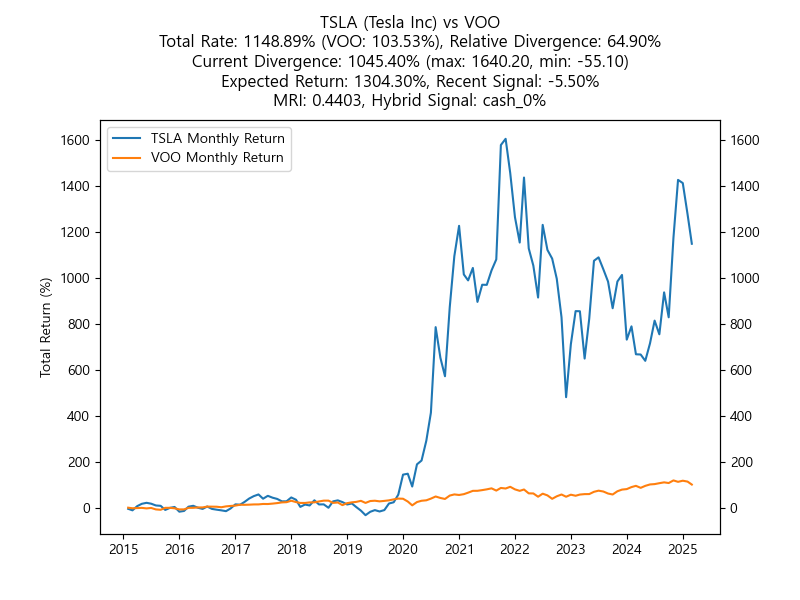 TSLA (Tesla Inc) vs VOO
Total Rate: 1148.89% (VOO: 103.53%), Relative Divergence: 64.90%
Current Divergence: 1045.40% (max: 1640.20, min: -55.10)
Expected Return: 1304.30%, Recent Signal: -5.50%
MRI: 0.4403, Hybrid Signal: cash_0%
TSLA Monthly Return
VOO Monthly Return
Total Return (%)
1600 1600
1400 1400
1200 1200
1000 1000
800 800
600 600
400 400
200 200
0 0
2015 2016 2017 2018 2019 2020 2021 2022 2023 2024 2025